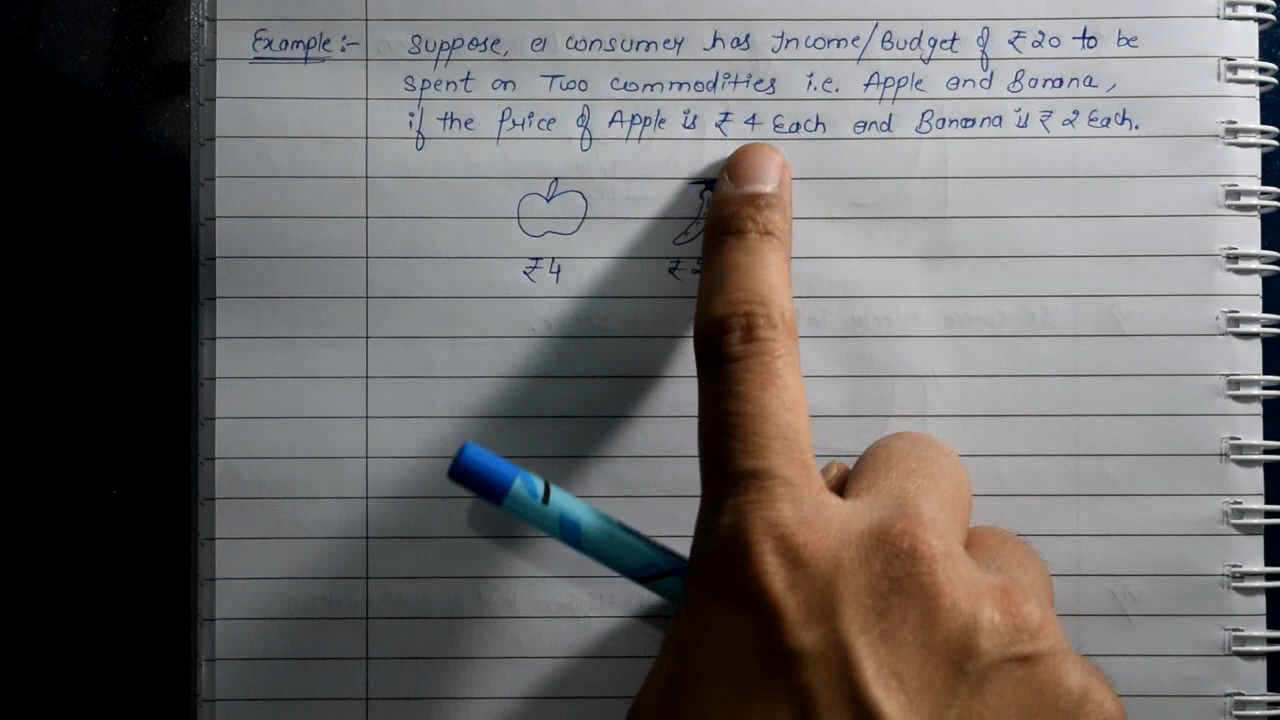 Example :- Suppose, a consumer has Income/Budget of ₹20 to be
spent on Two commodities i.e. Apple and Banana,
if the Price of Apple is ₹4 Each and Banana is ₹2 Each.
₹4 ₹2